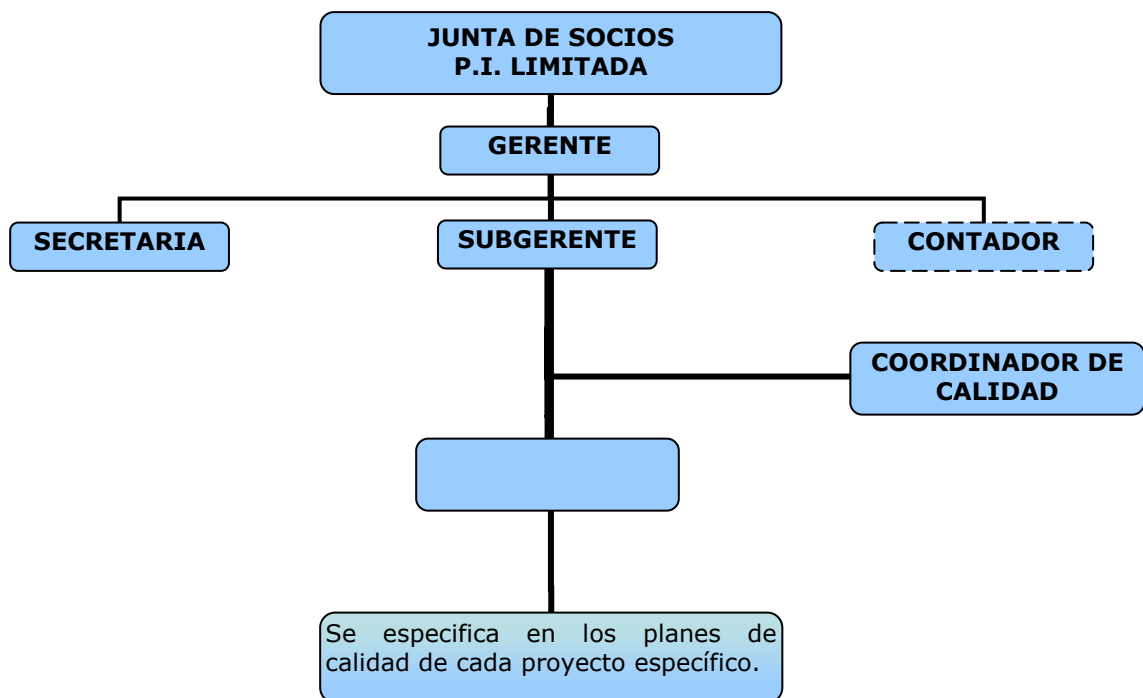 JUNTA DE SOCIOS
P.I. LIMITADA
GERENTE
SECRETARIA
SUBGERENTE
CONTADOR
COORDINADOR DE
CALIDAD
Se especifica en los planes de
calidad de cada proyecto específico.